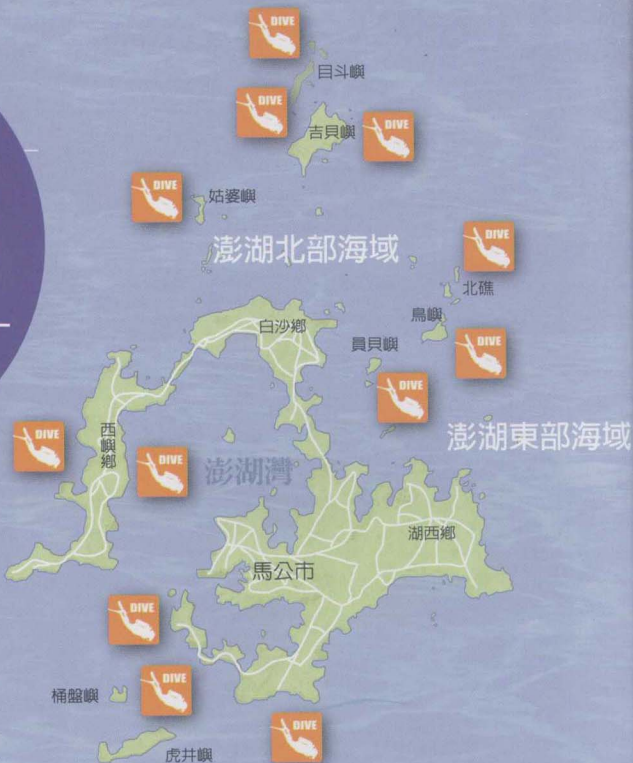 DIVE
目斗嶼
DIVE
吉貝嶼
DIVE
DIVE
姑婆嶼
澎湖北部海域
DIVE
北礁
鳥嶼
白沙鄉
員貝嶼
DIVE
DIVE
澎湖東部海域
西嶼鄉
DIVE
DIVE
澎湖灣
湖西鄉
馬公市
DIVE
DIVE
桶盤嶼
DIVE
虎井嶼